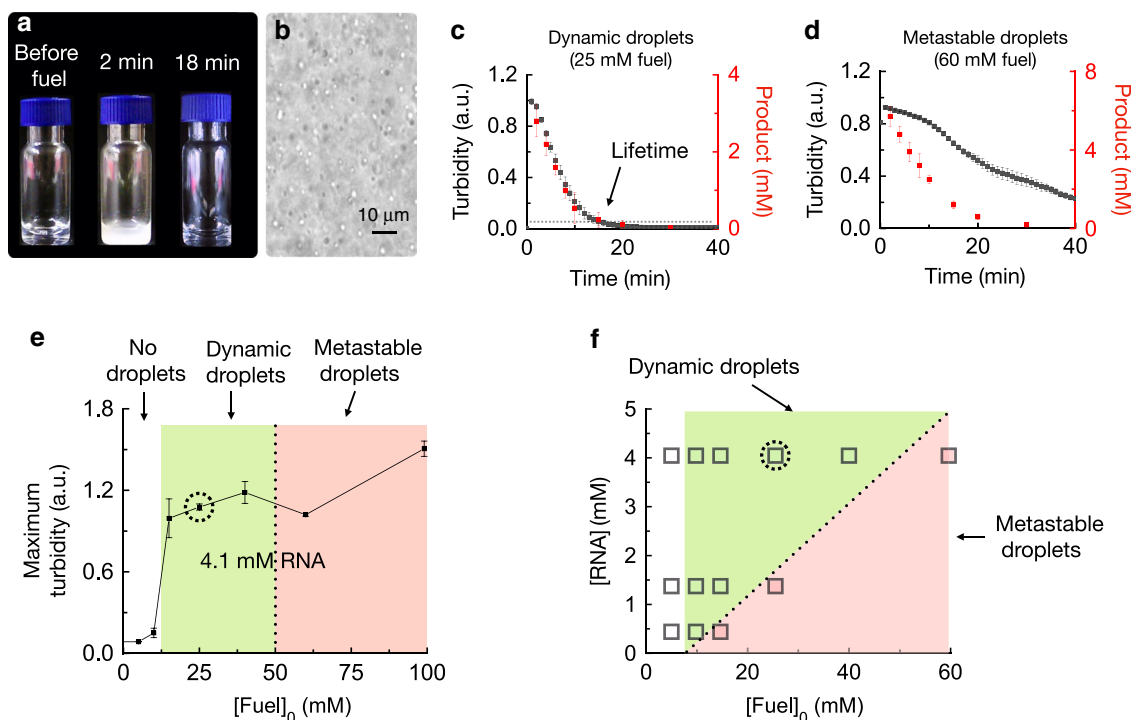 a
Before
fuel
2 min
18 min
b
10 μm
c
Dynamic droplets
(25 mM fuel)
Turbidity (a.u.)
1.2
0.8
0.4
0.0
Lifetime
4
2
0
Product (mM)
0
20
40
Time (min)
d
Metastable droplets
(60 mM fuel)
Turbidity (a.u.)
1.2
0.8
0.4
0.0
8
4
0
Product (mM)
0
20
40
Time (min)
e
No
droplets
Dynamic
droplets
Metastable
droplets
Maximum
turbidity (a.u.)
1.8
1.2
0.6
0.0
4.1 mM RNA
0
25
50
75
100
[Fuel]0 (mM)
f
Dynamic droplets
[RNA] (mM)
5
4
3
2
1
0
Metastable
droplets
0
20
40
60
[Fuel]0 (mM)